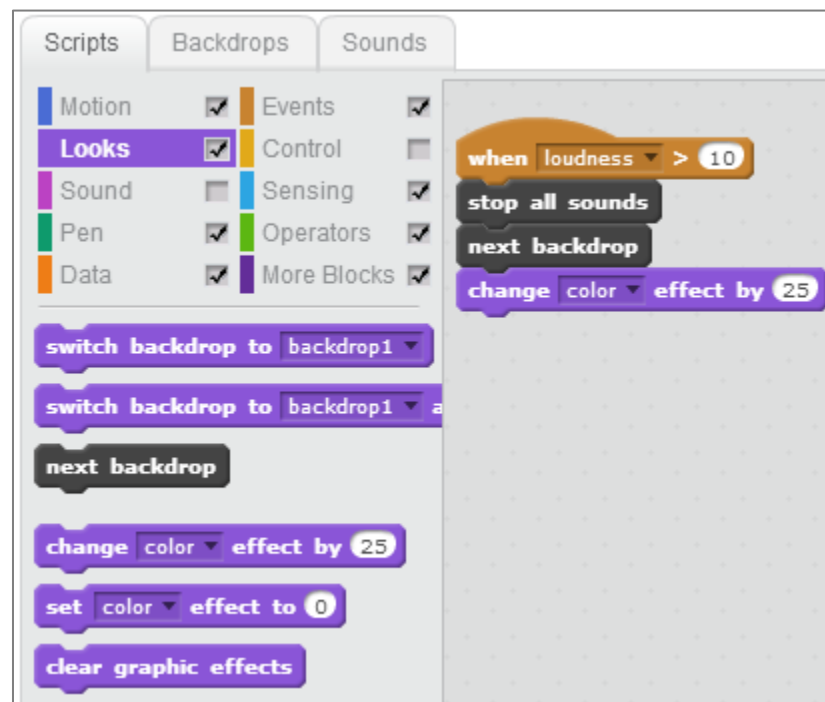 Scripts Backdrops Sounds
Motion Events
Looks Control
Sound Sensing
Pen Operators
Data More Blocks
switch backdrop to backdrop1
switch backdrop to backdrop1 a
next backdrop
change color effect by 25
set color effect to 0
clear graphic effects
when loudness > 10
stop all sounds
next backdrop
change color effect by 25